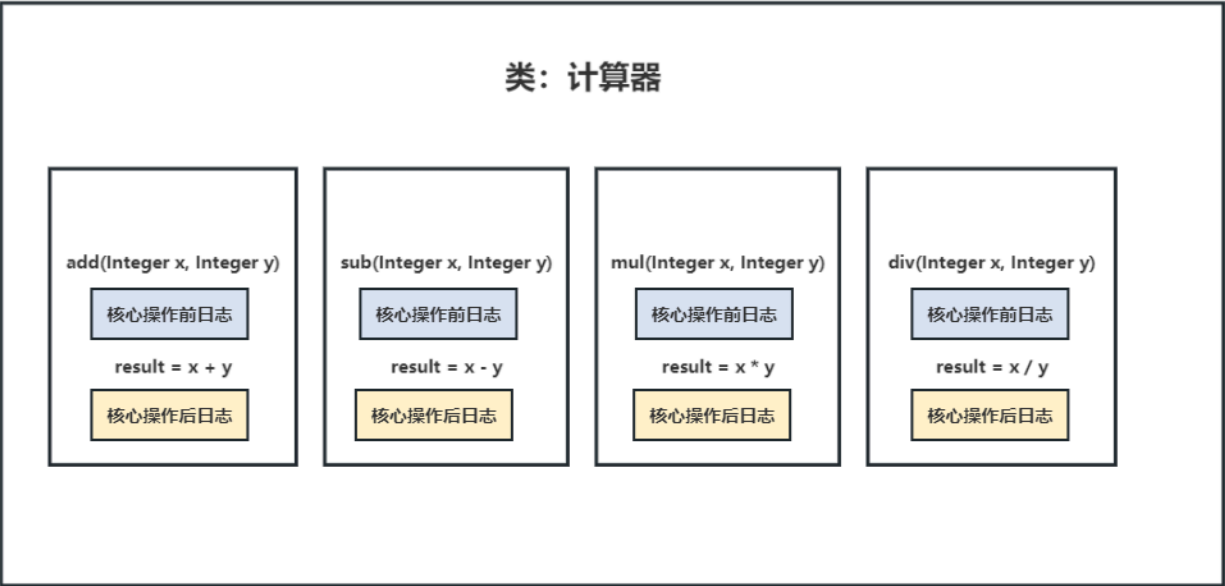 类：计算器
add(Integer x, Integer y)
核心操作前日志
result = x + y
核心操作后日志
sub(Integer x, Integer y)
核心操作前日志
result = x - y
核心操作后日志
mul(Integer x, Integer y)
核心操作前日志
result = x * y
核心操作后日志
div(Integer x, Integer y)
核心操作前日志
result = x / y
核心操作后日志